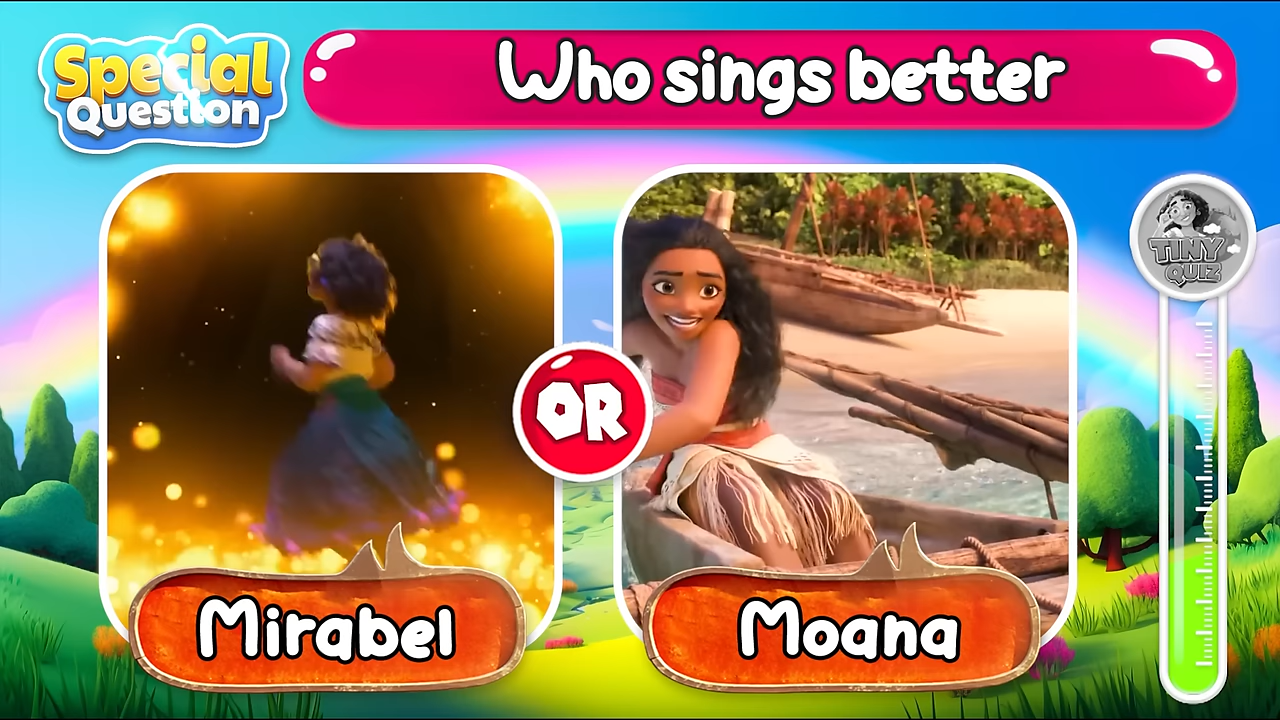 Special
Question
Who sings better
TINY
QUIZ
OR
Mirabel
Moana